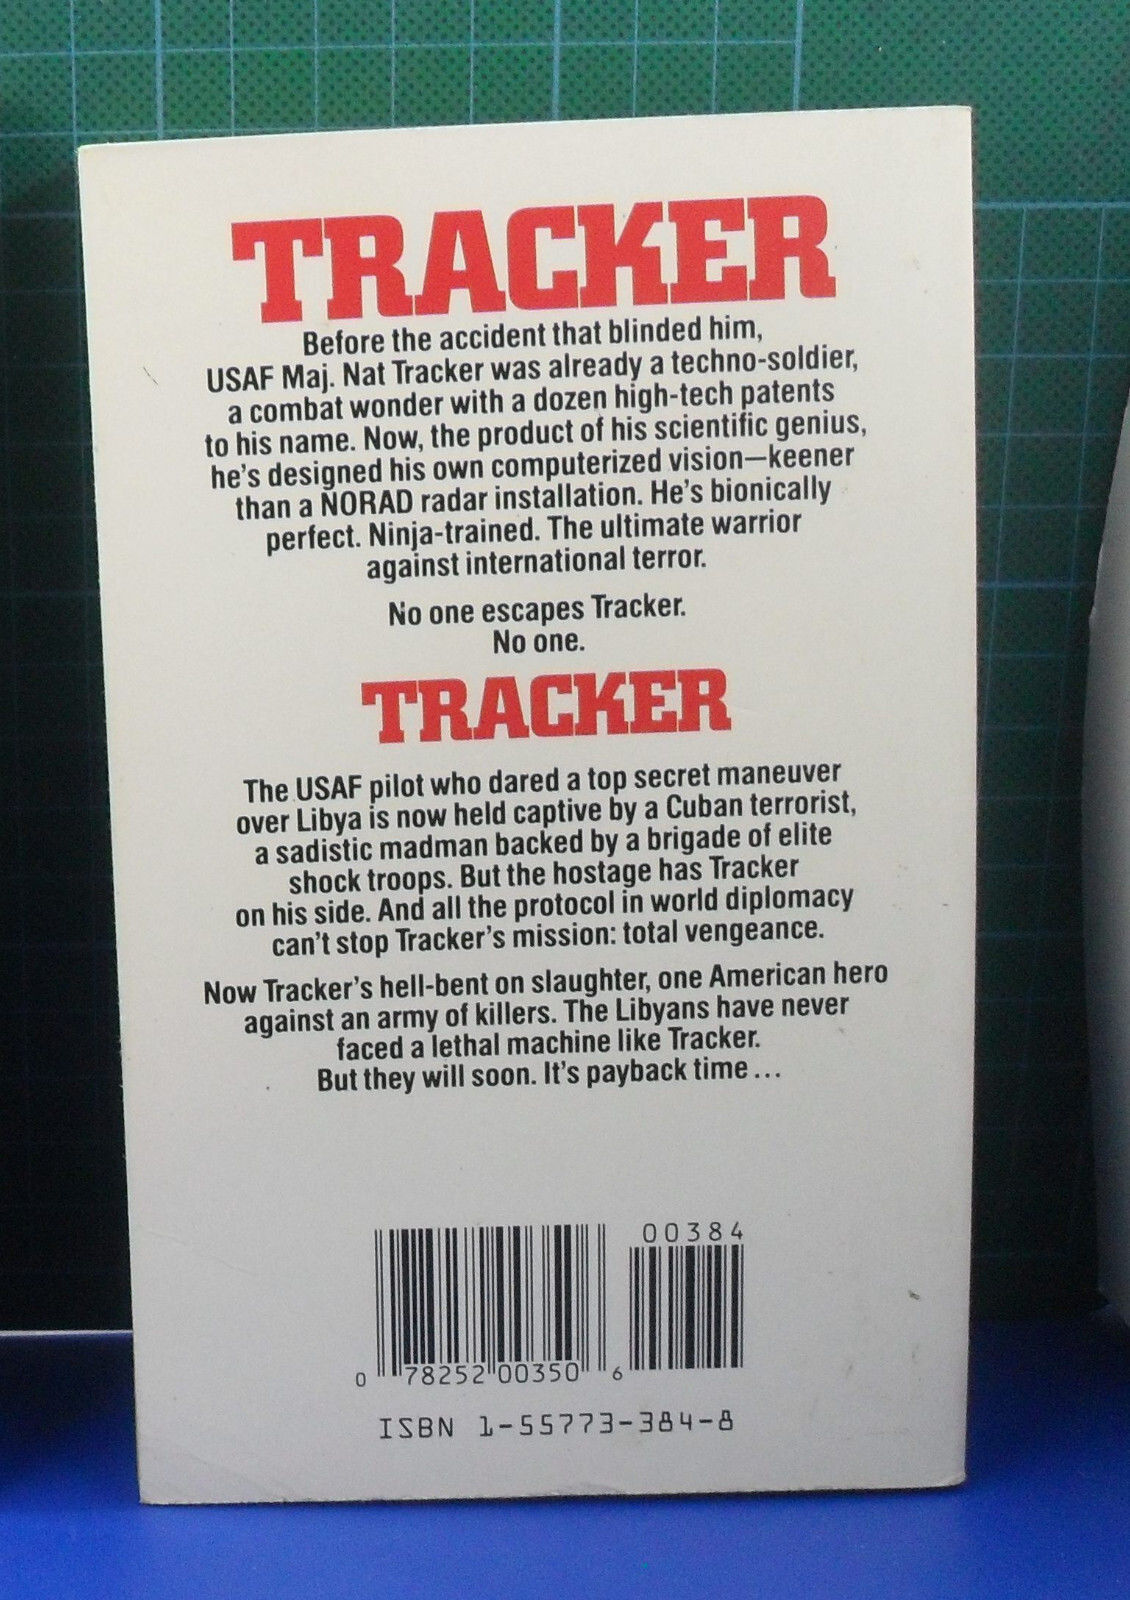 TRACKER
Before the accident that blinded him,
USAF Maj. Nat Tracker was already a techno-soldier,
a combat wonder with a dozen high-tech patents
to his name. Now, the product of his scientific genius,
he's designed his own computerized vision—keener
than a NORAD radar installation. He's bionically
perfect. Ninja-trained. The ultimate warrior
against international terror.
No one escapes Tracker.
No one.
TRACKER
The USAF pilot who dared a top secret maneuver
over Libya is now held captive by a Cuban terrorist,
a sadistic madman backed by a brigade of elite
shock troops. But the hostage has Tracker
on his side. And all the protocol in world diplomacy
can't stop Tracker's mission: total vengeance.
Now Tracker's hell-bent on slaughter, one American hero
against an army of killers. The Libyans have never
faced a lethal machine like Tracker.
But they will soon. It's payback time...
00384
0 78252 00350 6
ISBN 1-55773-384-8